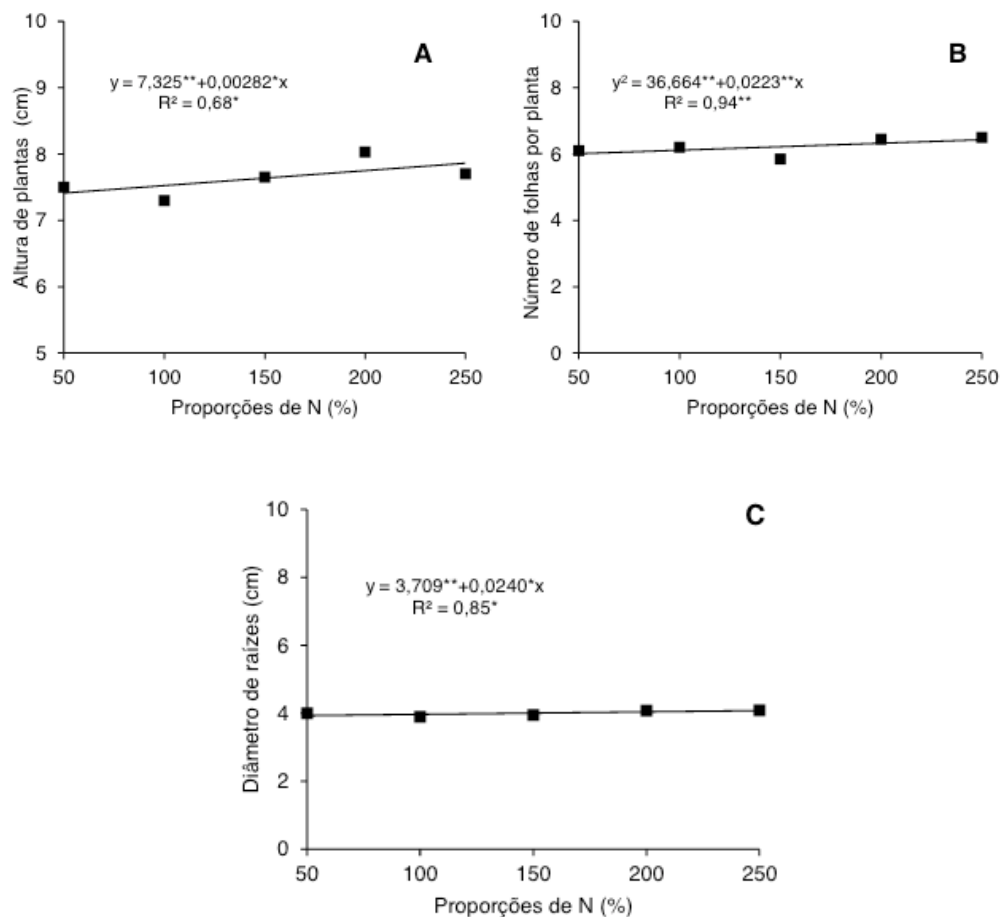 A
y = 7,325**+0,00282*x
R² = 0,68*
Altura de plantas (cm)
10
9
8
7
6
5
50 100 150 200 250
Proporções de N (%)
B
y² = 36,664**+0,0223**x
R² = 0,94**
Número de folhas por planta
10
8
6
4
2
0
50 100 150 200 250
Proporções de N (%)
C
y = 3,709**+0,0240*x
R² = 0,85*
Diâmetro de raízes (cm)
10
8
6
4
2
0
50 100 150 200 250
Proporções de N (%)